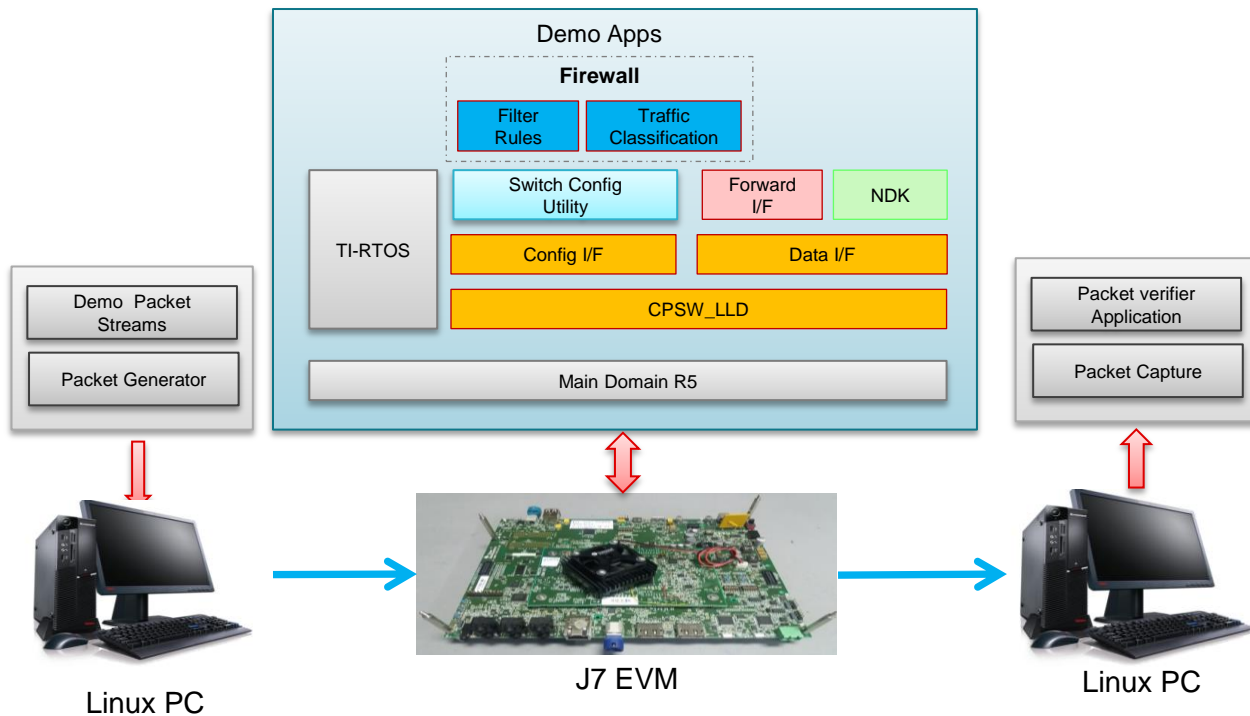 Demo Apps
Firewall
Filter
Rules
Traffic
Classification
TI-RTOS
Switch Config
Utility
Forward
I/F
NDK
Config I/F
Data I/F
CPSW_LLD
Main Domain R5
Demo Packet
Streams
Packet Generator
Packet verifier
Application
Packet Capture
Linux PC
J7 EVM
Linux PC